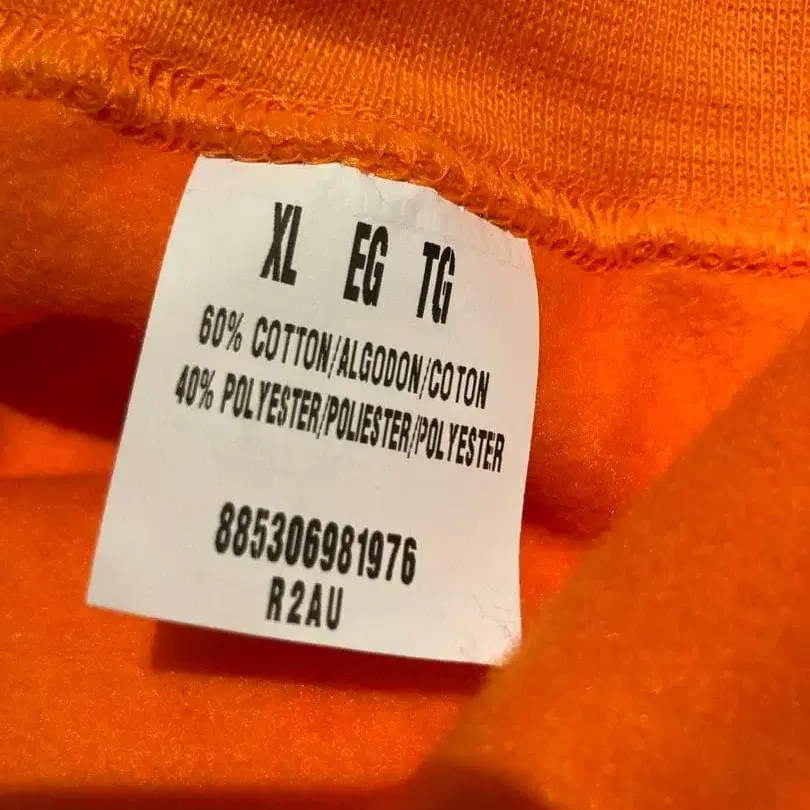 XL EG TG
60% COTTON/ALGODON/COTON
40% POLYESTER/POLIESTER/POLYESTER
885306981976
R2AU